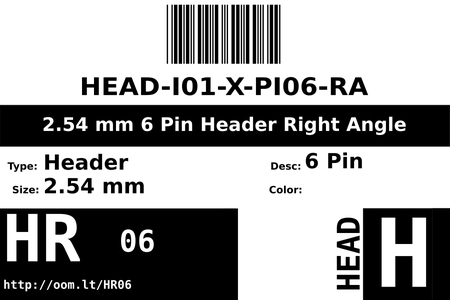 HEAD-I01-X-PI06-RA
2.54 mm 6 Pin Header Right Angle
Type: Header
Desc: 6 Pin
Size: 2.54 mm
Color:
HR 06
HEAD H
http://oom.lt/HR06